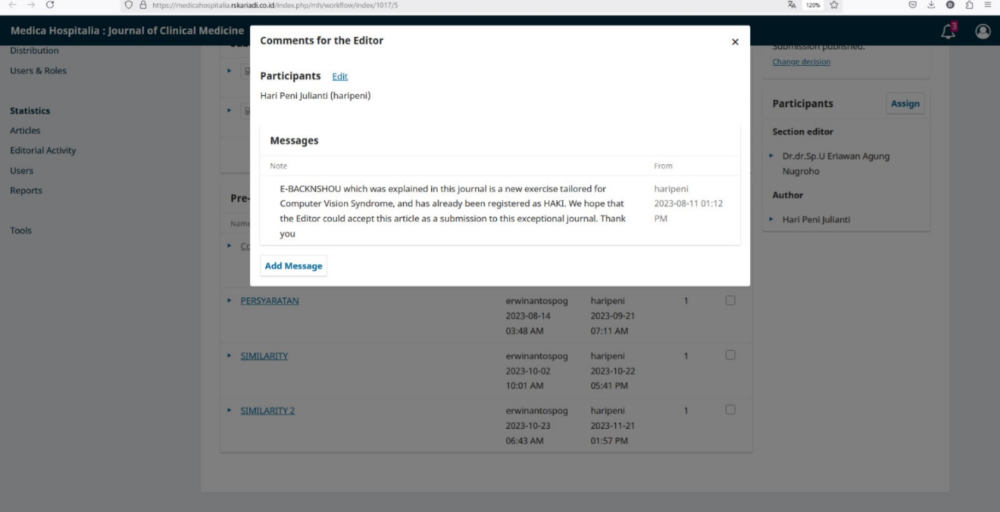 https://medicahospitalia.rskariadi.co.id/index.php/mh/workflow/index/1017/5
120%
Medica Hospitalia : Journal of Clinical Medicine
3
Distribution
Users & Roles
Statistics
Articles
Editorial Activity
Users
Reports
Tools
Comments for the Editor
×
Participants Edit
Hari Peni Julianti (haripeni)
Messages
Note From
E-BACKNSHOU which was explained in this journal is a new exercise tailored for
Computer Vision Syndrome, and has already been registered as HAKI. We hope that
the Editor could accept this article as a submission to this exceptional journal. Thank
you
haripeni
2023-08-11 01:12
PM
Add Message
Pre-
Name
Co
PERSYARATAN erwinantospog haripeni 1
2023-08-14 2023-09-21
03:48 AM 07:11 AM
SIMILARITY erwinantospog haripeni 1
2023-10-02 2023-10-22
10:01 AM 05:41 PM
SIMILARITY 2 erwinantospog haripeni 1
2023-10-23 2023-11-21
06:43 AM 01:57 PM
Submission published.
Change decision
Participants Assign
Section editor
Dr.dr.Sp.U Eriawan Agung
Nugroho
Author
Hari Peni Julianti